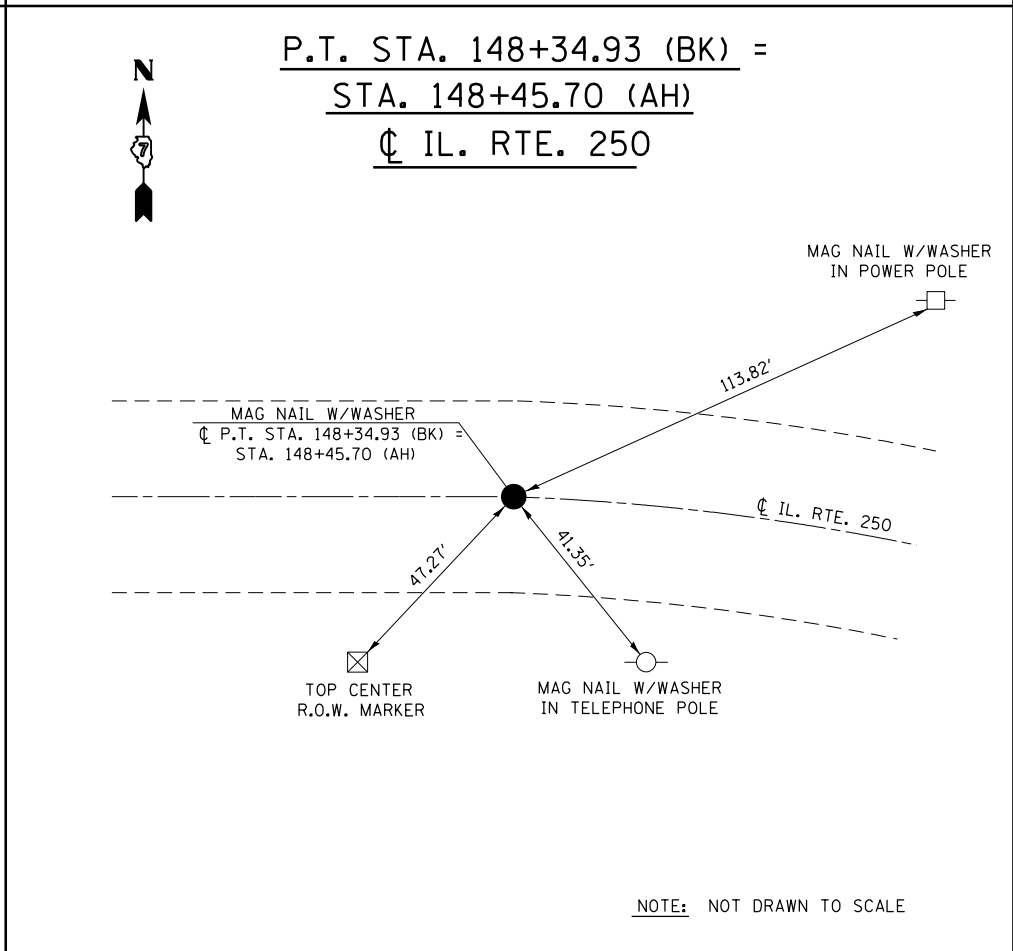 P.T. STA. 148+34.93 (BK) =
STA. 148+45.70 (AH)
℄ IL. RTE. 250
N
7
MAG NAIL W/WASHER
IN POWER POLE
113.82'
MAG NAIL W/WASHER
℄ P.T. STA. 148+34.93 (BK) =
STA. 148+45.70 (AH)
℄ IL. RTE. 250
47.27'
41.35'
TOP CENTER
R.O.W. MARKER
MAG NAIL W/WASHER
IN TELEPHONE POLE
NOTE: NOT DRAWN TO SCALE